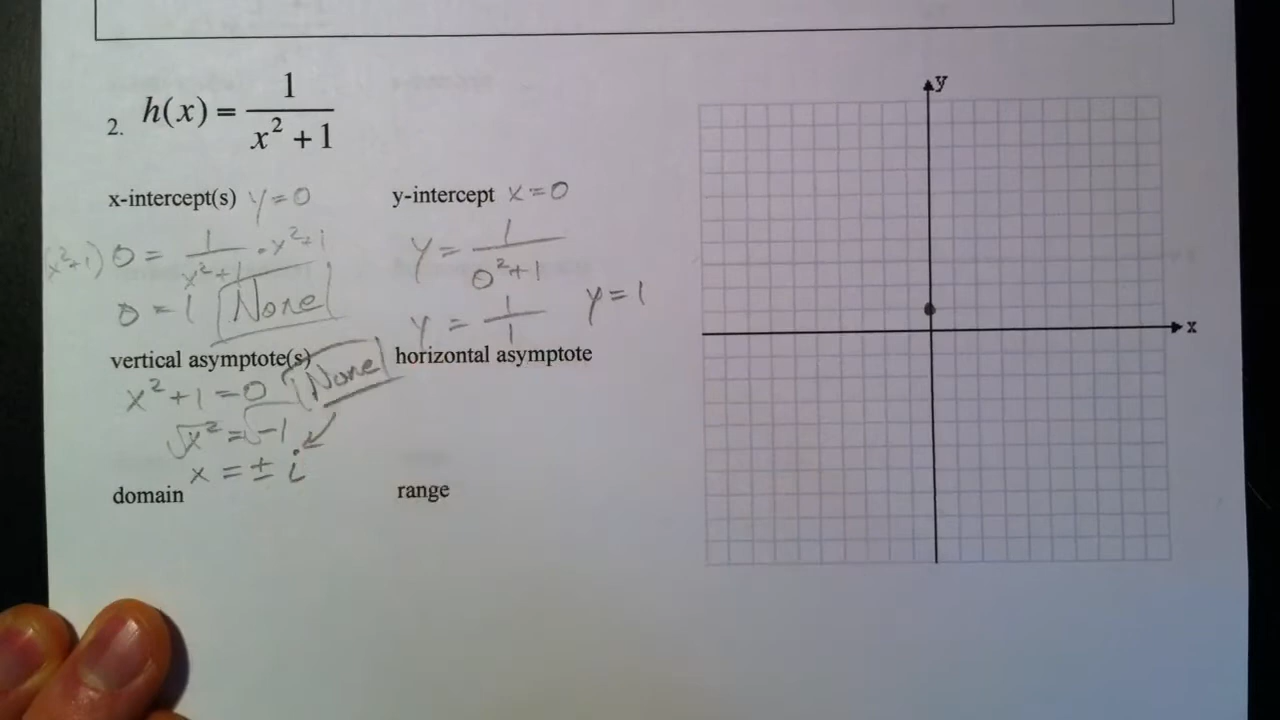 2. h(x) = 1 / (x² + 1)
x-intercept(s) y = 0
(x²+1) 0 = 1 / (x²+1) · x²+1
0 = 1 None
y-intercept x = 0
y = 1 / (0²+1)
y = 1 / 1 y = 1
vertical asymptote(s) None
x² + 1 = 0
√x² = √-1
x = ± i
horizontal asymptote
domain
range
y
x